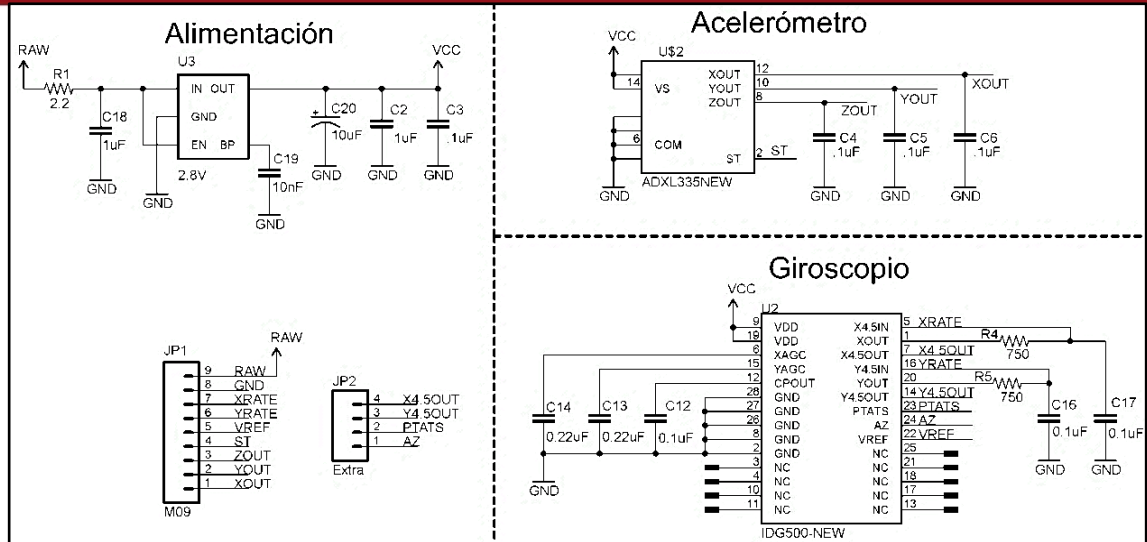 Alimentación
RAW
R1
2.2
C18
1uF
GND
U3
IN OUT
GND
EN BP
2.8V
GND
C19
10nF
GND
VCC
C20
10uF
GND
C2
1uF
GND
C3
.1uF
GND
JP1
RAW
9 RAW
8 GND
7 XRATE
6 YRATE
5 VREF
4 ST
3 ZOUT
2 YOUT
1 XOUT
M09
JP2
4 X4.5OUT
3 Y4.5OUT
2 PTATS
1 AZ
Extra
Acelerómetro
VCC
U$2
14 VS
XOUT 12
YOUT 10
ZOUT 8
6 COM
ST 2 ST
ADXL335NEW
GND
XOUT
YOUT
ZOUT
C4
.1uF
GND
C5
.1uF
GND
C6
.1uF
GND
Giroscopio
VCC
U2
9 VDD X4.5IN 5 XRATE
19 VDD XOUT 1
6 XAGC X4.5OUT 7 X4.5OUT
15 YAGC Y4.5IN 16 YRATE
12 CPOUT YOUT 20
28 GND Y4.5OUT 14 Y4.5OUT
27 GND PTATS 23 PTATS
26 GND AZ 24 AZ
8 GND VREF 22 VREF
2 GND NC 25
3 NC NC 21
4 NC NC 18
10 NC NC 17
11 NC NC 13
IDG500-NEW
R4
750
R5
750
C14
0.22uF
C13
0.22uF
C12
0.1uF
GND
C16
0.1uF
GND
C17
0.1uF
GND